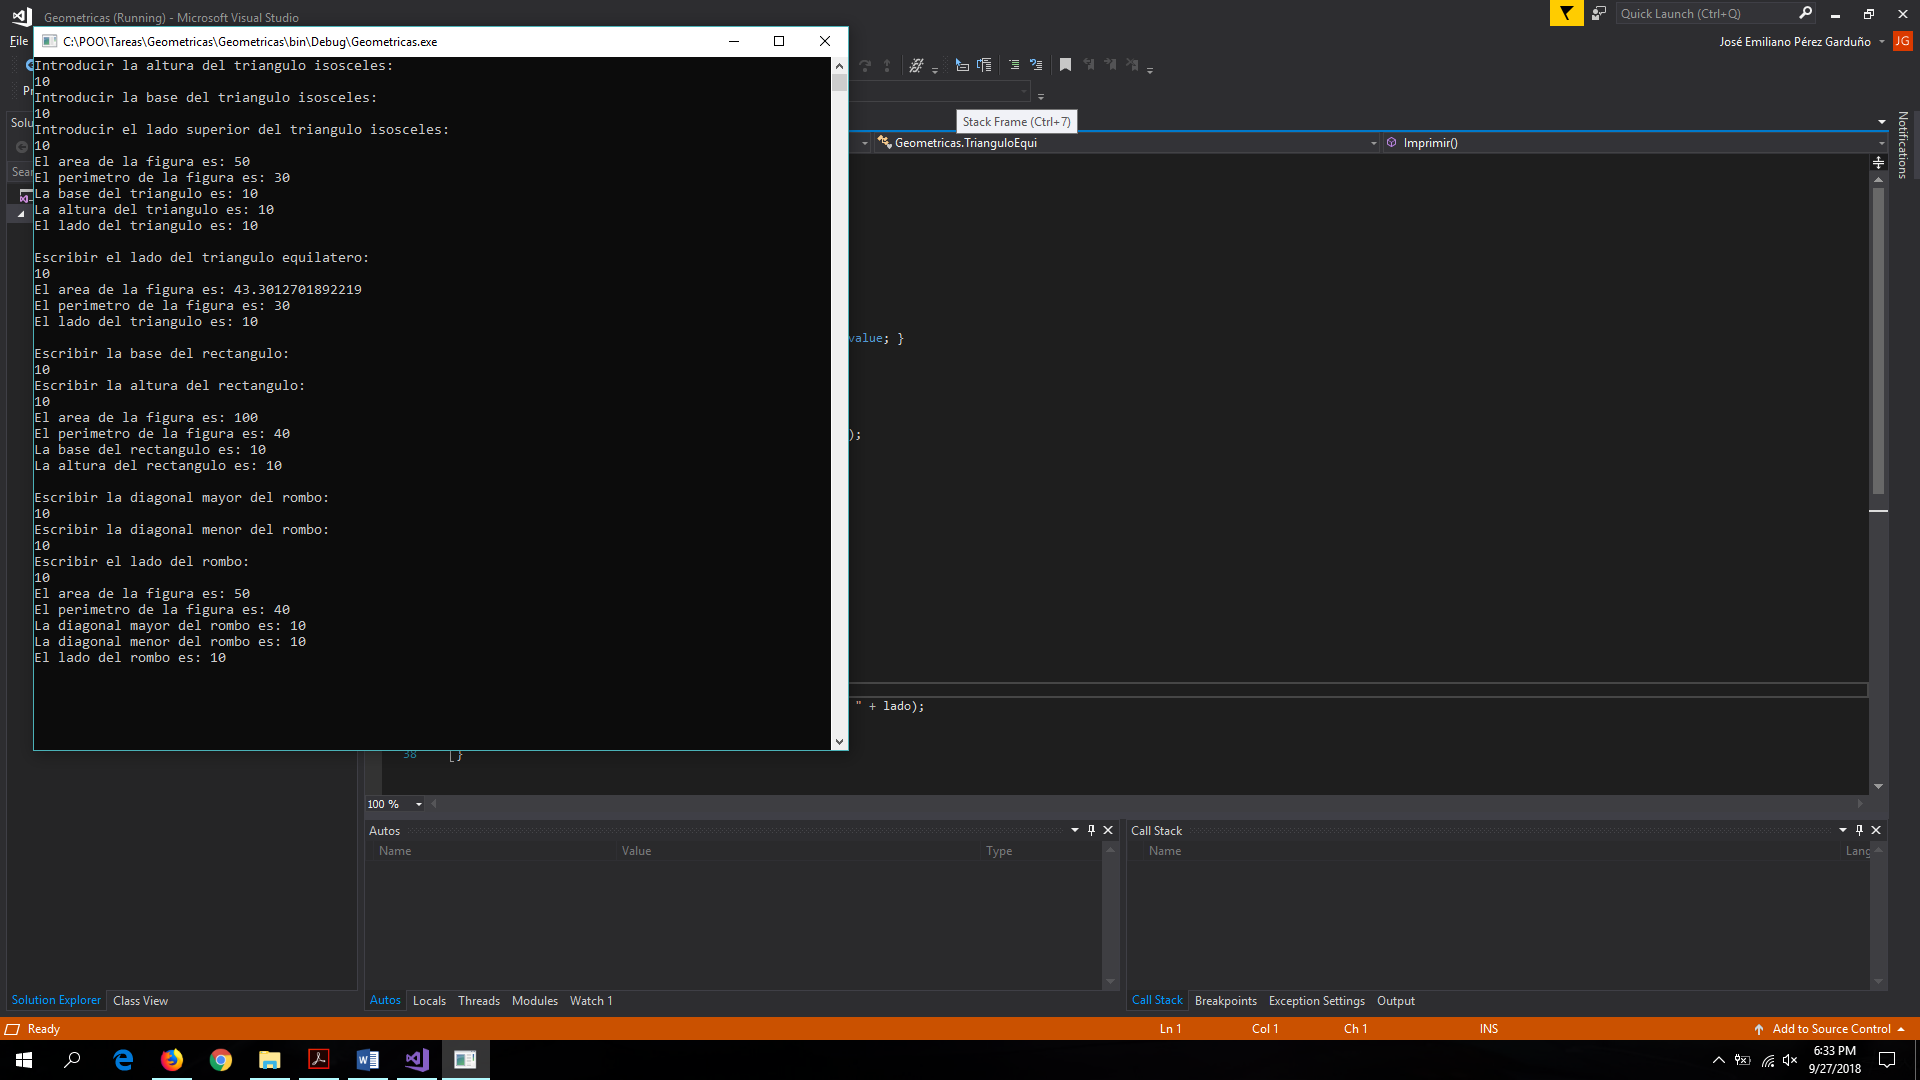 Geometricas (Running) - Microsoft Visual Studio
Quick Launch (Ctrl+Q)
File
José Emiliano Pérez Garduño
JG
C:\POO\Tareas\Geometricas\Geometricas\bin\Debug\Geometricas.exe
Introducir la altura del triangulo isosceles:
10
Introducir la base del triangulo isosceles:
10
Introducir el lado superior del triangulo isosceles:
10
El area de la figura es: 50
El perimetro de la figura es: 30
La base del triangulo es: 10
La altura del triangulo es: 10
El lado del triangulo es: 10
Escribir el lado del triangulo equilatero:
10
El area de la figura es: 43.3012701892219
El perimetro de la figura es: 30
El lado del triangulo es: 10
Escribir la base del rectangulo:
10
Escribir la altura del rectangulo:
10
El area de la figura es: 100
El perimetro de la figura es: 40
La base del rectangulo es: 10
La altura del rectangulo es: 10
Escribir la diagonal mayor del rombo:
10
Escribir la diagonal menor del rombo:
10
Escribir el lado del rombo:
10
El area de la figura es: 50
El perimetro de la figura es: 40
La diagonal mayor del rombo es: 10
La diagonal menor del rombo es: 10
El lado del rombo es: 10
Stack Frame (Ctrl+7)
Geometricas.TrianguloEqui
Imprimir()
Notifications
value; }
);
" + lado);
38 }
100 %
Autos
Name Value Type
Call Stack
Name Lang
Solution Explorer Class View
Autos Locals Threads Modules Watch 1
Call Stack Breakpoints Exception Settings Output
Ready
Ln 1 Col 1 Ch 1 INS
Add to Source Control
6:33 PM
9/27/2018